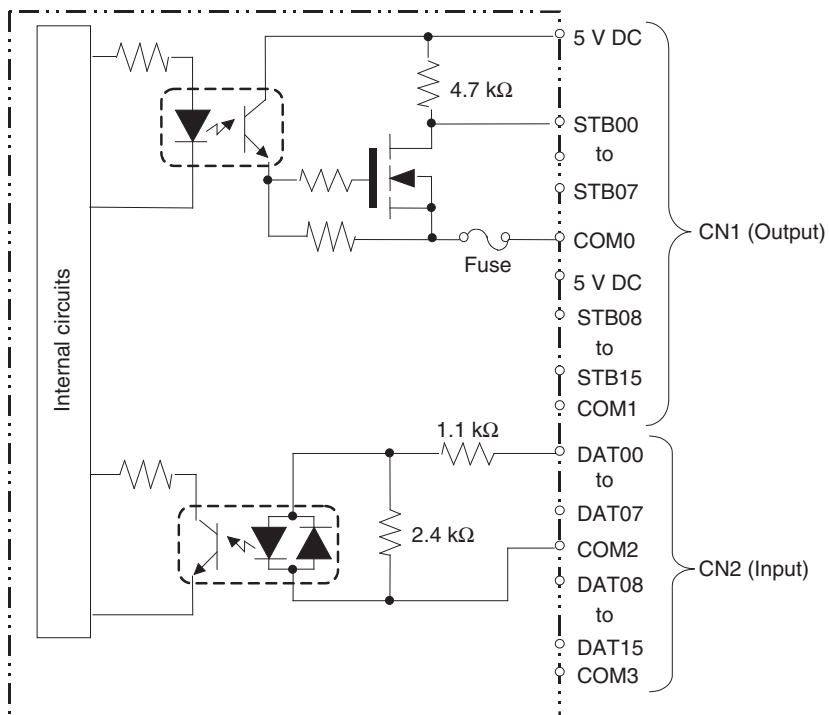 5 V DC
4.7 kΩ
STB00
to
STB07
COM0
Fuse
5 V DC
STB08
to
STB15
COM1
CN1 (Output)
Internal circuits
1.1 kΩ
DAT00
to
DAT07
2.4 kΩ
COM2
DAT08
to
DAT15
COM3
CN2 (Input)